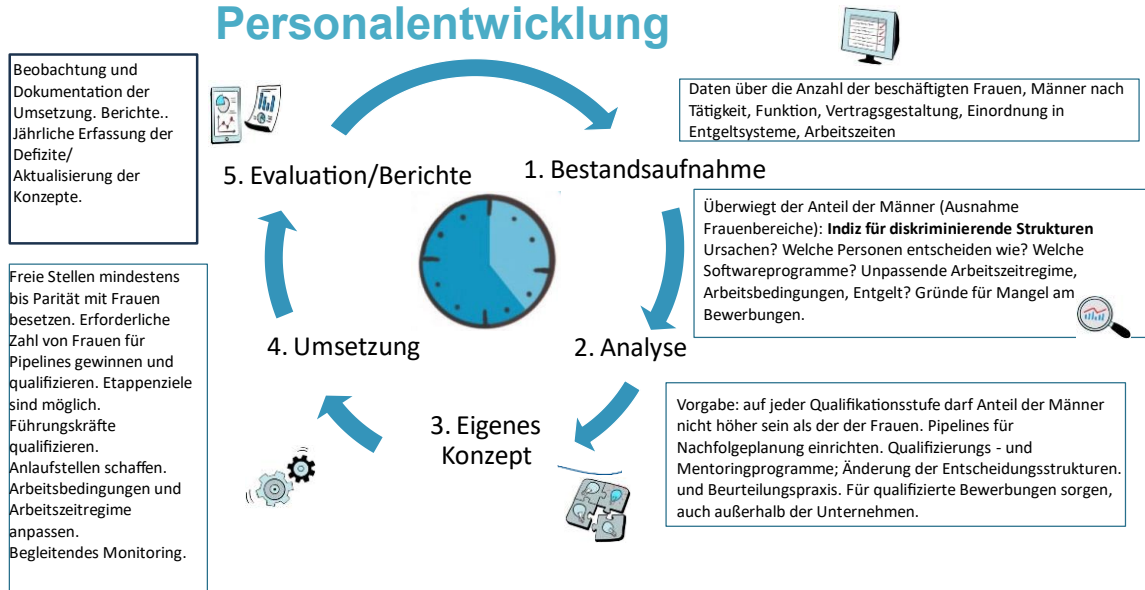 Personalentwicklung
Daten über die Anzahl der beschäftigten Frauen, Männer nach
Tätigkeit, Funktion, Vertragsgestaltung, Einordnung in
Entgeltsysteme, Arbeitszeiten
1. Bestandsaufnahme
Überwiegt der Anteil der Männer (Ausnahme
Frauenbereiche): Indiz für diskriminierende Strukturen
Ursachen? Welche Personen entscheiden wie? Welche
Softwareprogramme? Unpassende Arbeitszeitregime,
Arbeitsbedingungen, Entgelt? Gründe für Mangel am
Bewerbungen.
2. Analyse
Vorgabe: auf jeder Qualifikationsstufe darf Anteil der Männer
nicht höher sein als der der Frauen. Pipelines für
Nachfolgeplanung einrichten. Qualifizierungs - und
Mentoringprogramme; Änderung der Entscheidungsstrukturen.
und Beurteilungspraxis. Für qualifizierte Bewerbungen sorgen,
auch außerhalb der Unternehmen.
3. Eigenes
Konzept
4. Umsetzung
Freie Stellen mindestens
bis Parität mit Frauen
besetzen. Erforderliche
Zahl von Frauen für
Pipelines gewinnen und
qualifizieren. Etappenziele
sind möglich.
Führungskräfte
qualifizieren.
Anlaufstellen schaffen.
Arbeitsbedingungen und
Arbeitszeitregime
anpassen.
Begleitendes Monitoring.
5. Evaluation/Berichte
Beobachtung und
Dokumentation der
Umsetzung. Berichte..
Jährliche Erfassung der
Defizite/
Aktualisierung der
Konzepte.